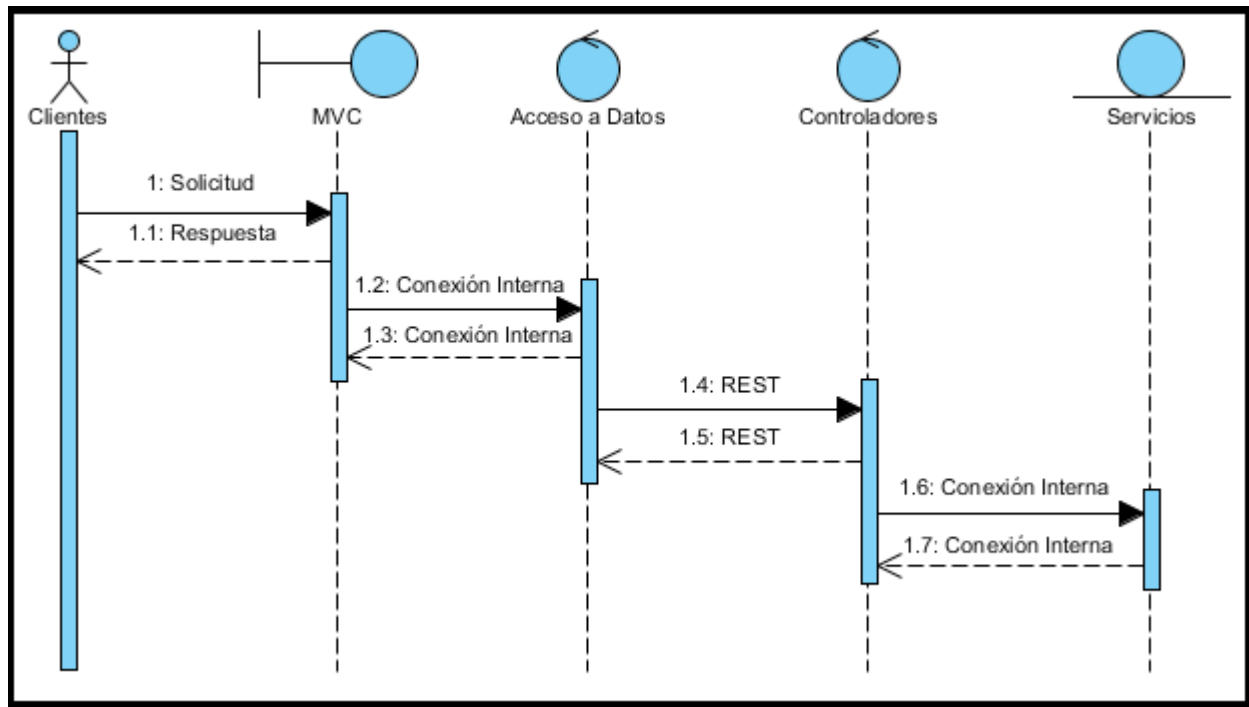 Clientes
MVC
Acceso a Datos
Controladores
Servicios
1: Solicitud
1.1: Respuesta
1.2: Conexión Interna
1.3: Conexión Interna
1.4: REST
1.5: REST
1.6: Conexión Interna
1.7: Conexión Interna